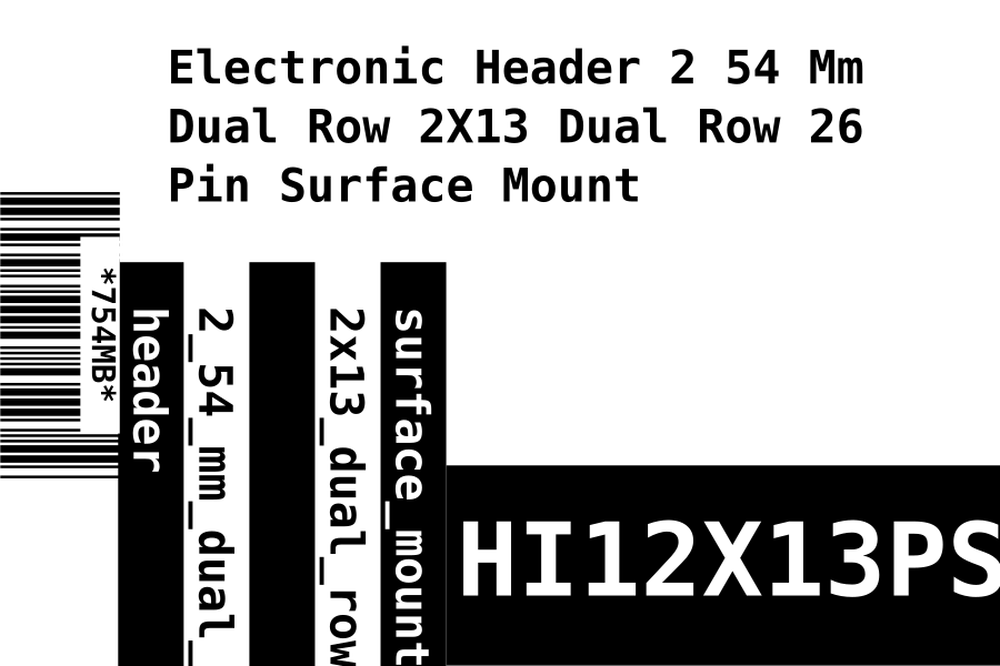 Electronic Header 2 54 Mm
Dual Row 2X13 Dual Row 26
Pin Surface Mount
*754MB*
header
2_54_mm_dual_
2x13_dual_row
surface_mount
HI12X13PS